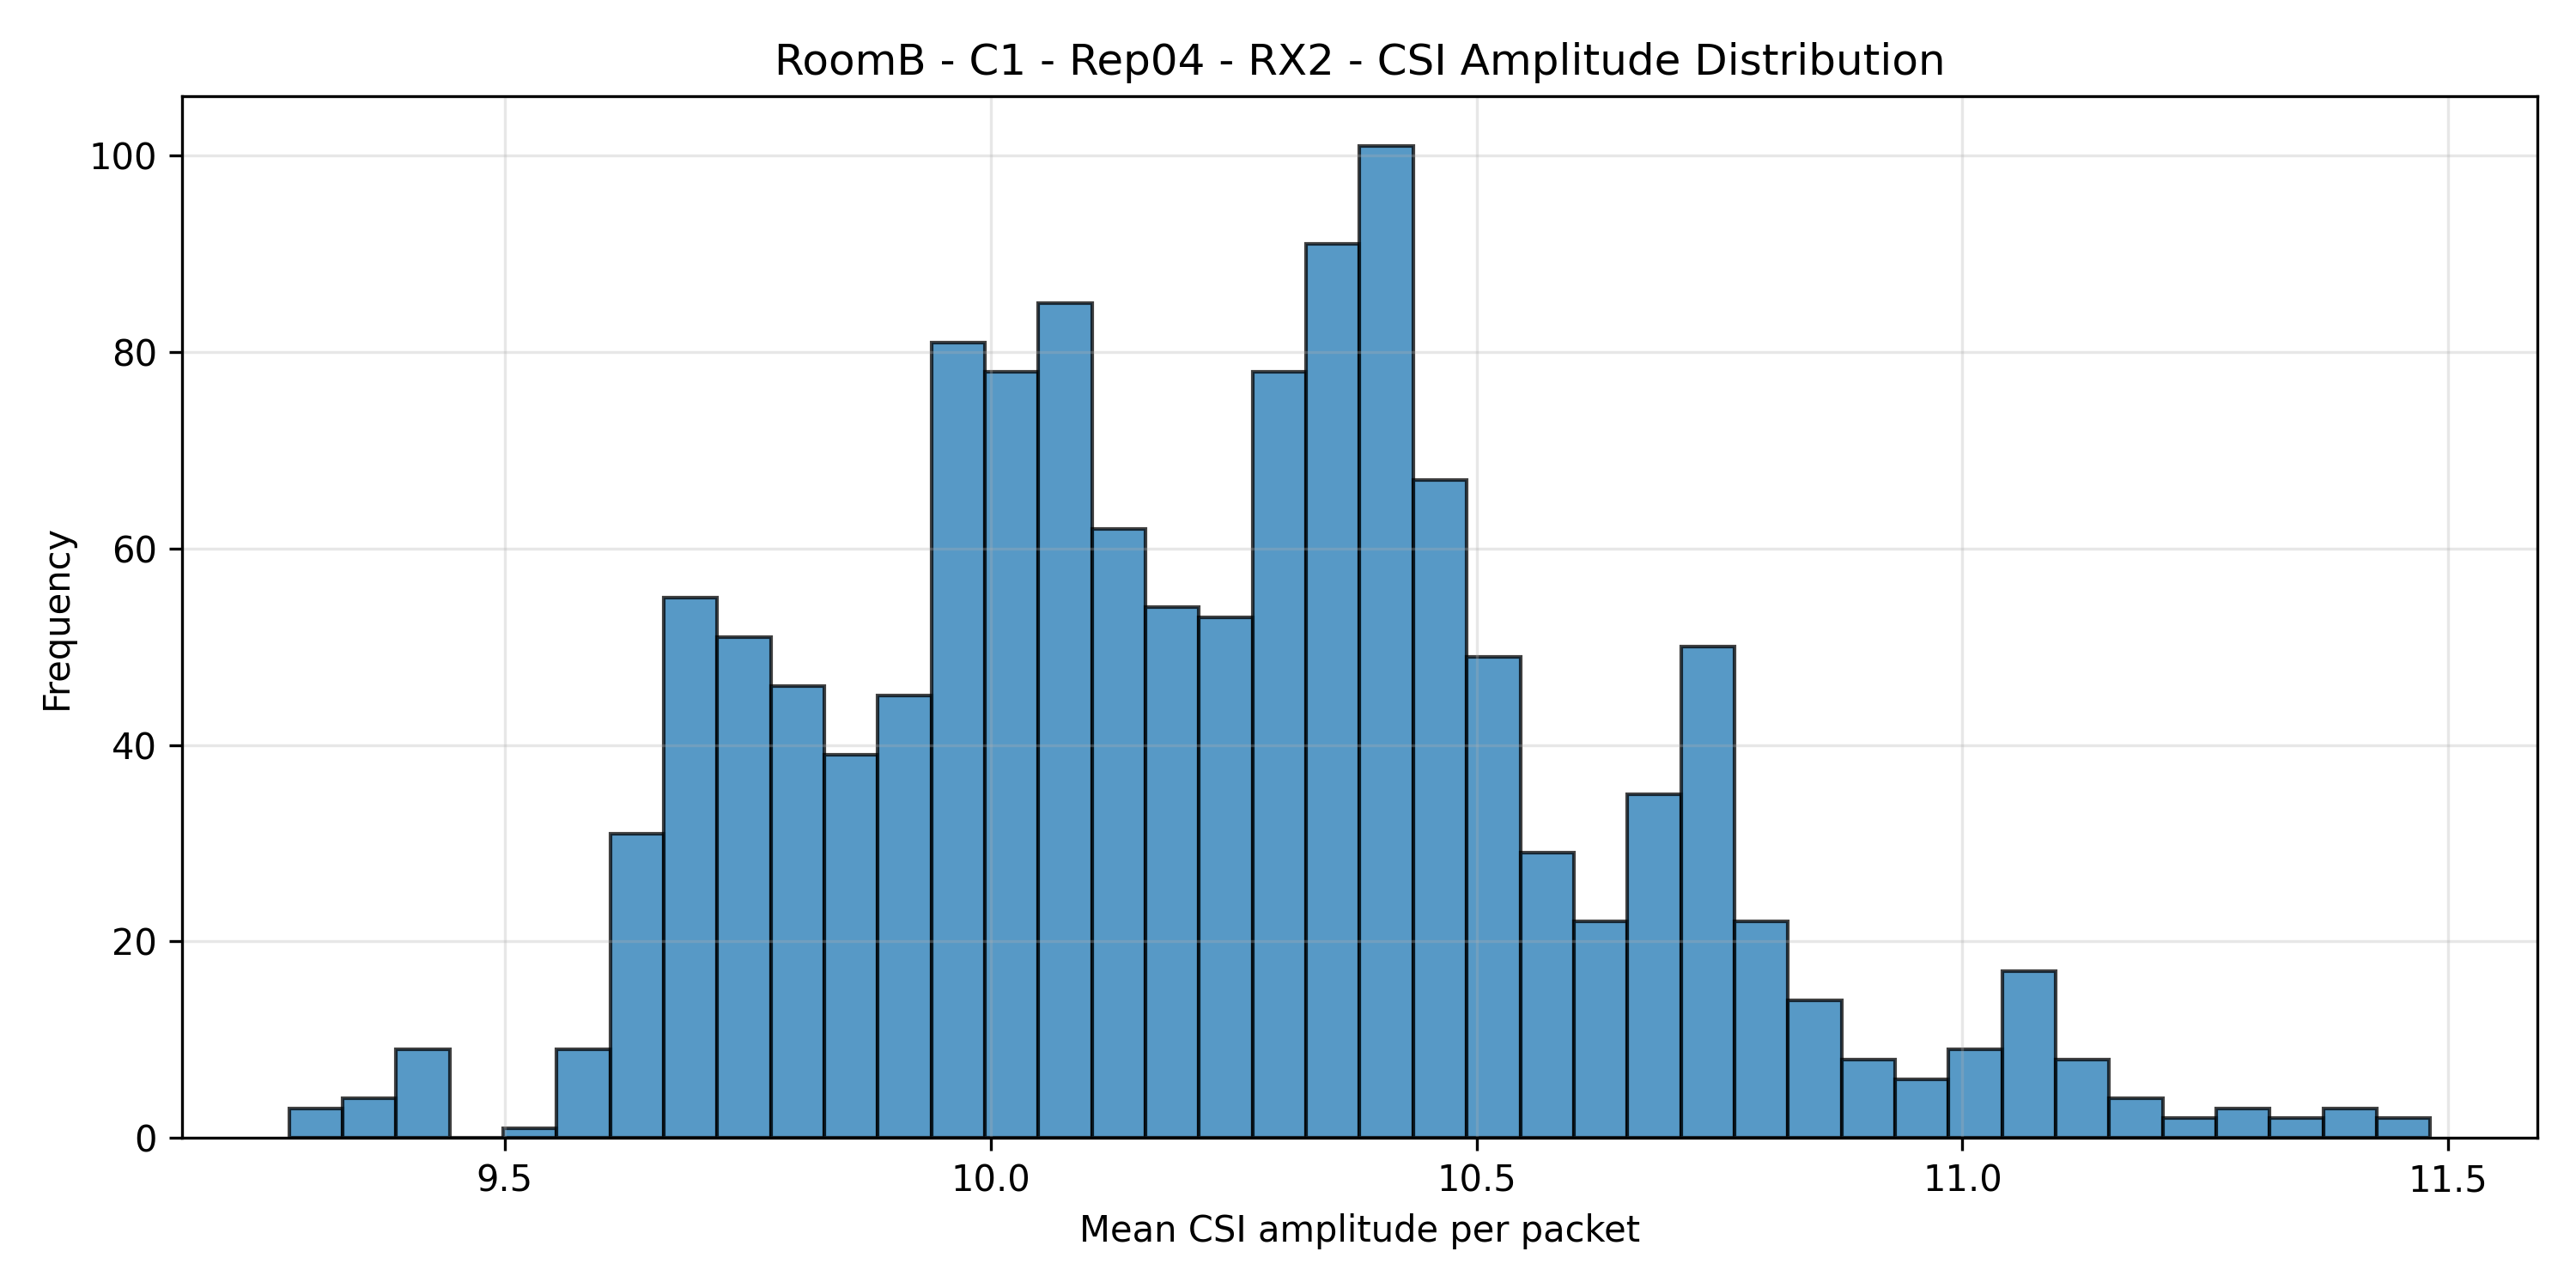 RoomB - C1 - Rep04 - RX2 - CSI Amplitude Distribution
100
80
60
40
20
0
Frequency
9.5 10.0 10.5 11.0 11.5
Mean CSI amplitude per packet